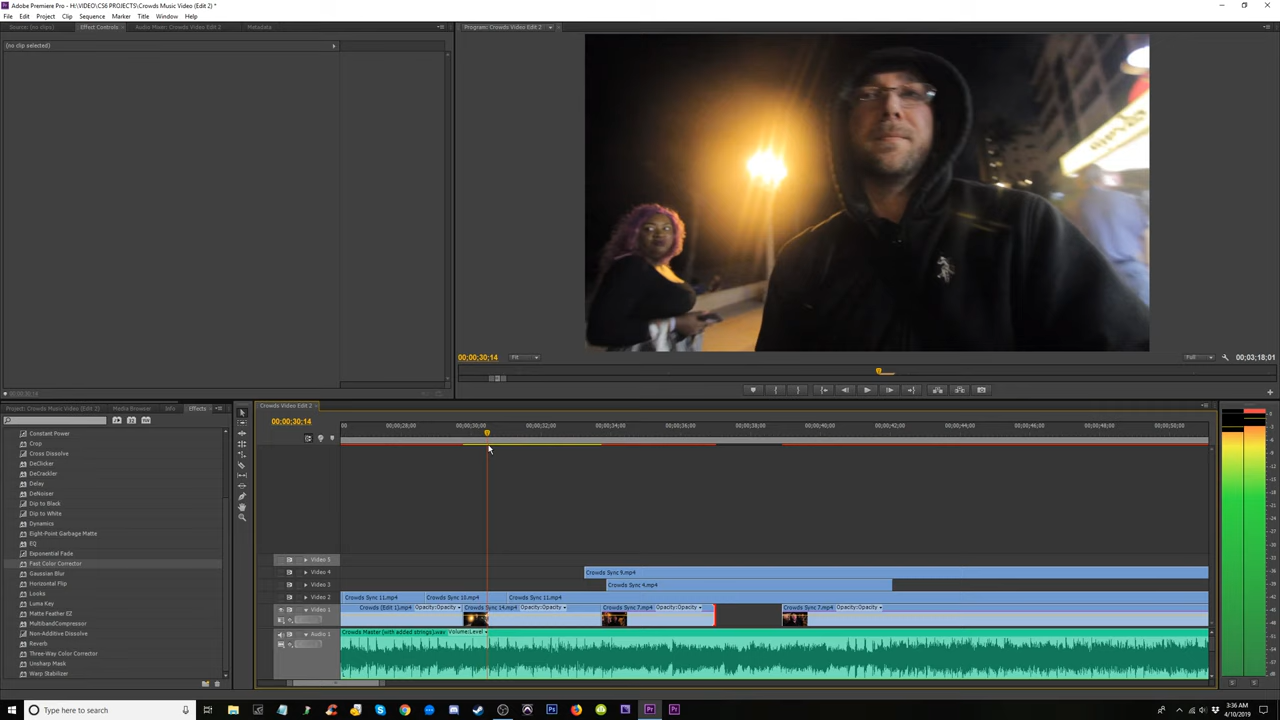 Adobe Premiere Pro - H:\VIDEO\CS6 PROJECTS\Crowds Music Video (Edit 2) *
File Edit Project Clip Sequence Marker Title Window Help
Source: (no clips) Effect Controls Audio Mixer: Crowds Video Edit 2 Metadata
Program: Crowds Video Edit 2
(no clip selected)
00;00;30;14 Fit Full 00;03;18;01
Project: Crowds Music Video (Edit 2) Media Browser Info Effects
Crowds Video Edit 2
00;00;30;14
00 00;00;28;00 00;00;30;00 00;00;32;00 00;00;34;00 00;00;36;00 00;00;38;00 00;00;40;00 00;00;42;00 00;00;44;00 00;00;46;00 00;00;48;00 00;00;50;00
Constant Power
Crop
Cross Dissolve
DeClicker
DeCrackler
Delay
DeNoiser
Dip to Black
Dip to White
Dynamics
Eight-Point Garbage Matte
EQ
Exponential Fade
Fast Color Corrector
Gaussian Blur
Horizontal Flip
Looks
Luma Key
Matts Feather EZ
MultibandCompressor
Non-Additive Dissolve
Reverb
Three-Way Color Corrector
Unsharp Mask
Warp Stabilizer
Video 5
Video 4 Crowds Sync 9.mp4
Video 3 Crowds Sync 4.mp4
Video 2 Crowds Sync 11.mp4 Crowds Sync 10.mp4 Crowds Sync 11.mp4
Video 1 Crowds (Edit 1).mp4 Opacity:Opacity Crowds Sync 14.mp4 Opacity:Opacity Crowds Sync 7.mp4 Opacity:Opacity Crowds Sync 7.mp4 Opacity:Opacity
Audio 1 Crowds Master (with added strings).wav Volume:Level
Type here to search
3:36 AM
4/10/2019